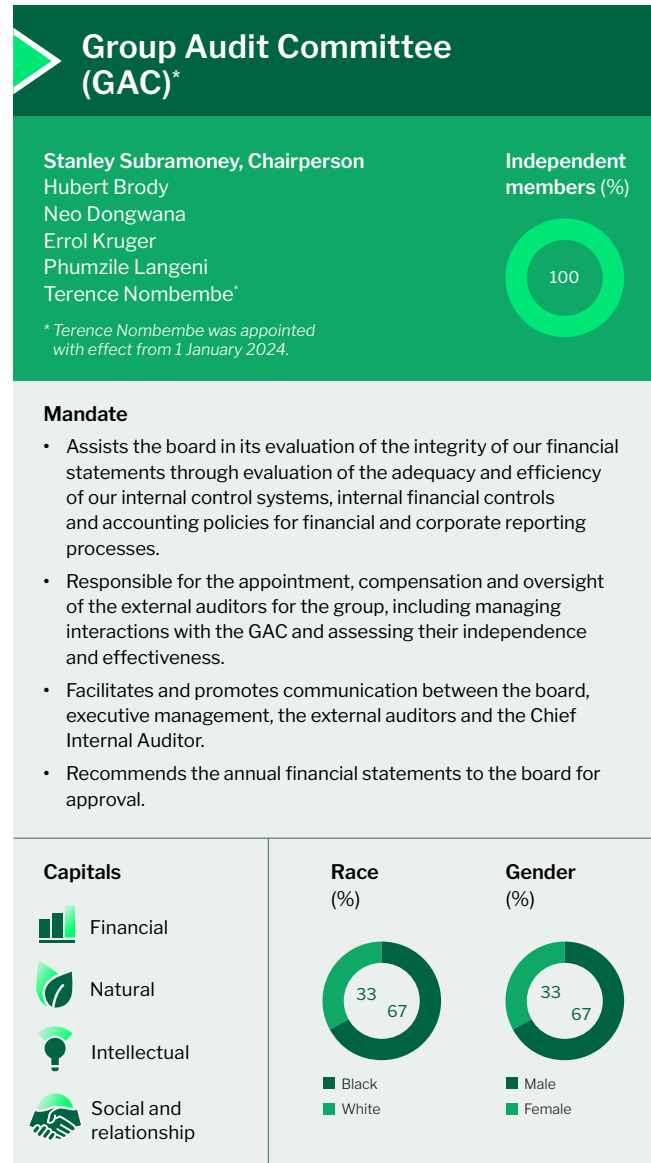 Group Audit Committee
(GAC)*
Stanley Subramoney, Chairperson
Hubert Brody
Neo Dongwana
Errol Kruger
Phumzile Langeni
Terence Nombembe*
* Terence Nombembe was appointed
with effect from 1 January 2024.
Independent
members (%)
100
Mandate
• Assists the board in its evaluation of the integrity of our financial
statements through evaluation of the adequacy and efficiency
of our internal control systems, internal financial controls
and accounting policies for financial and corporate reporting
processes.
• Responsible for the appointment, compensation and oversight
of the external auditors for the group, including managing
interactions with the GAC and assessing their independence
and effectiveness.
• Facilitates and promotes communication between the board,
executive management, the external auditors and the Chief
Internal Auditor.
• Recommends the annual financial statements to the board for
approval.
Capitals
Financial
Natural
Intellectual
Social and
relationship
Race
(%)
33
67
Black
White
Gender
(%)
33
67
Male
Female